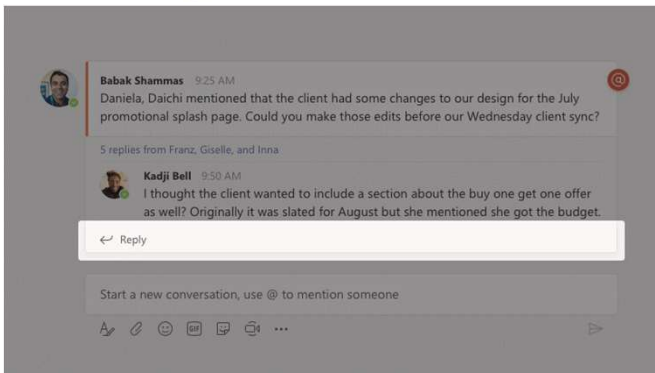 Babak Shammas 9:25 AM
Daniela, Daichi mentioned that the client had some changes to our design for the July
promotional splash page. Could you make those edits before our Wednesday client sync?
5 replies from Franz, Giselle, and Inna
Kadji Bell 9:50 AM
I thought the client wanted to include a section about the buy one get one offer
as well? Originally it was slated for August but she mentioned she got the budget.
Reply
Start a new conversation, use @ to mention someone
GIF